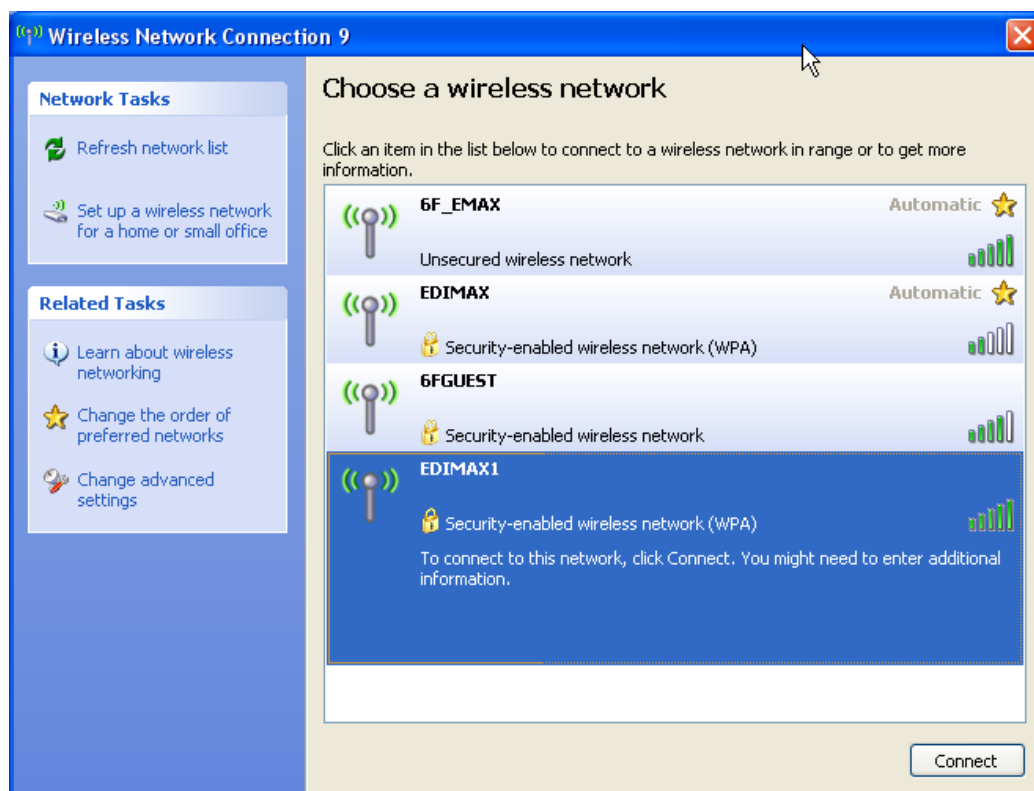 Wireless Network Connection 9
Network Tasks
Refresh network list
Set up a wireless network
for a home or small office
Related Tasks
Learn about wireless
networking
Change the order of
preferred networks
Change advanced
settings
Choose a wireless network
Click an item in the list below to connect to a wireless network in range or to get more
information.
6F_EMAX
Automatic
Unsecured wireless network
EDIMAX
Automatic
Security-enabled wireless network (WPA)
6FGUEST
Security-enabled wireless network
EDIMAX1
Security-enabled wireless network (WPA)
To connect to this network, click Connect. You might need to enter additional
information.
Connect